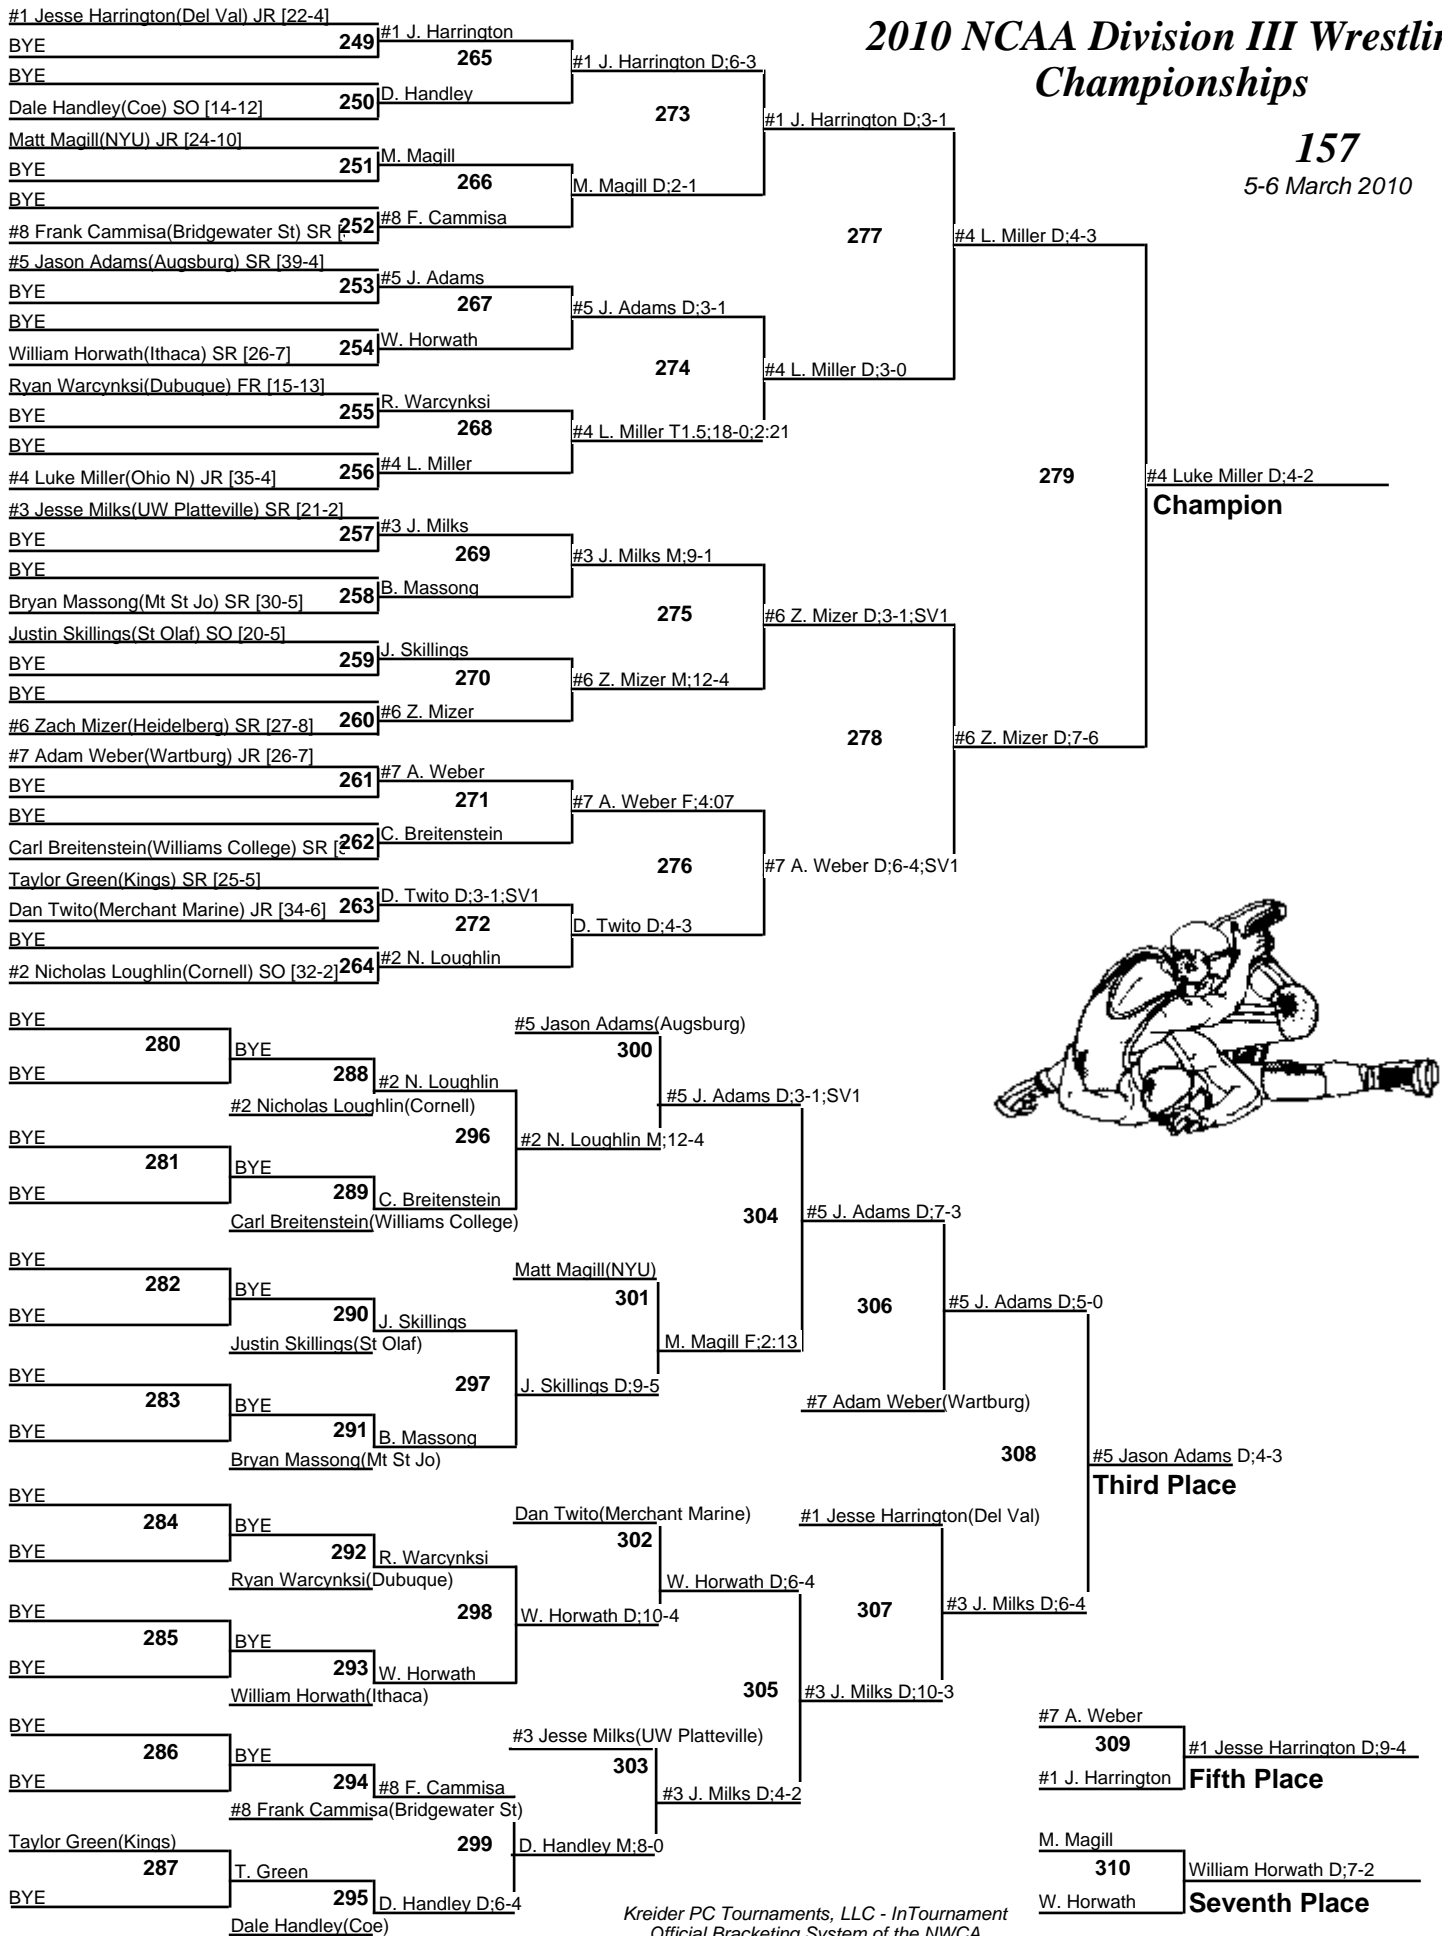 #1 Jesse Harrington(Del Val) JR [22-4]
BYE
249
BYE
Dale Handley(Coe) SO [14-12]
250
Matt Magill(NYU) JR [24-10]
BYE
251
BYE
#8 Frank Cammisa(Bridgewater St) SR [
252
#5 Jason Adams(Augsburg) SR [39-4]
BYE
253
BYE
William Horwath(Ithaca) SR [26-7]
254
Ryan Warcynksi(Dubuque) FR [15-13]
BYE
255
BYE
#4 Luke Miller(Ohio N) JR [35-4]
256
#3 Jesse Milks(UW Platteville) SR [21-2]
BYE
257
BYE
Bryan Massong(Mt St Jo) SR [30-5]
258
Justin Skillings(St Olaf) SO [20-5]
BYE
259
BYE
#6 Zach Mizer(Heidelberg) SR [27-8]
260
#7 Adam Weber(Wartburg) JR [26-7]
BYE
261
BYE
Carl Breitenstein(Williams College) SR [
262
Taylor Green(Kings) SR [25-5]
Dan Twito(Merchant Marine) JR [34-6]
263
BYE
#2 Nicholas Loughlin(Cornell) SO [32-2]
264
#1 J. Harrington
265
D. Handley
M. Magill
266
#8 F. Cammisa
#5 J. Adams
267
W. Horwath
R. Warcynksi
268
#4 L. Miller
#3 J. Milks
269
B. Massong
J. Skillings
270
#6 Z. Mizer
#7 A. Weber
271
C. Breitenstein
D. Twito D;3-1;SV1
272
#2 N. Loughlin
#1 J. Harrington D;6-3
273
M. Magill D;2-1
#5 J. Adams D;3-1
274
#4 L. Miller T1.5;18-0;2:21
#3 J. Milks M;9-1
275
#6 Z. Mizer M;12-4
#7 A. Weber F;4:07
276
D. Twito D;4-3
#1 J. Harrington D;3-1
277
#4 L. Miller D;3-0
#6 Z. Mizer D;3-1;SV1
278
#7 A. Weber D;6-4;SV1
#4 L. Miller D;4-3
279
#6 Z. Mizer D;7-6
#4 Luke Miller D;4-2
Champion
2010 NCAA Division III Wrestlin
Championships
157
5-6 March 2010
BYE
280
BYE
BYE
281
BYE
BYE
282
BYE
BYE
283
BYE
BYE
284
BYE
BYE
285
BYE
BYE
286
BYE
Taylor Green(Kings)
287
BYE
BYE
288
#2 Nicholas Loughlin(Cornell)
BYE
289
Carl Breitenstein(Williams College)
BYE
290
Justin Skillings(St Olaf)
BYE
291
Bryan Massong(Mt St Jo)
BYE
292
Ryan Warcynksi(Dubuque)
BYE
293
William Horwath(Ithaca)
BYE
294
#8 Frank Cammisa(Bridgewater St)
T. Green
295
Dale Handley(Coe)
#2 N. Loughlin
296
C. Breitenstein
J. Skillings
297
B. Massong
R. Warcynksi
298
W. Horwath
#8 F. Cammisa
299
D. Handley D;6-4
#5 Jason Adams(Augsburg)
300
#2 N. Loughlin M;12-4
Matt Magill(NYU)
301
J. Skillings D;9-5
Dan Twito(Merchant Marine)
302
W. Horwath D;10-4
#3 Jesse Milks(UW Platteville)
303
D. Handley M;8-0
#5 J. Adams D;3-1;SV1
304
M. Magill F;2:13
W. Horwath D;6-4
305
#3 J. Milks D;4-2
#5 J. Adams D;7-3
306
#7 Adam Weber(Wartburg)
#1 Jesse Harrington(Del Val)
307
#3 J. Milks D;10-3
#5 J. Adams D;5-0
308
#3 J. Milks D;6-4
#5 Jason Adams D;4-3
Third Place
#7 A. Weber
309
#1 J. Harrington
#1 Jesse Harrington D;9-4
Fifth Place
M. Magill
310
W. Horwath
William Horwath D;7-2
Seventh Place
Kreider PC Tournaments, LLC - InTournament
Official Bracketing System of the NWCA